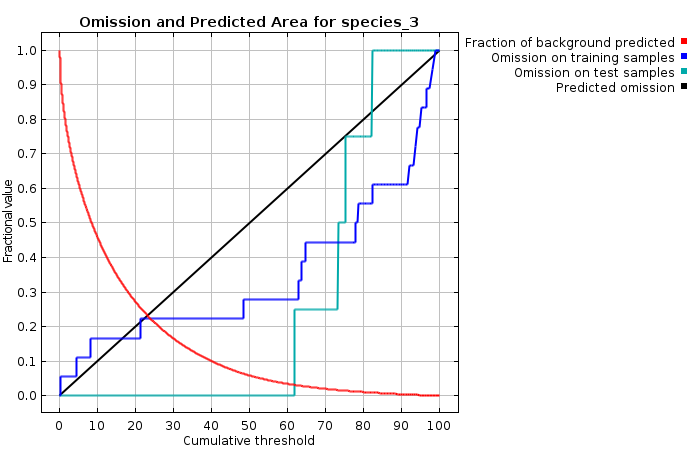 Omission and Predicted Area for species_3
Fraction of background predicted
Omission on training samples
Omission on test samples
Predicted omission
Fractional value
1.0
0.9
0.8
0.7
0.6
0.5
0.4
0.3
0.2
0.1
0.0
0 10 20 30 40 50 60 70 80 90 100
Cumulative threshold